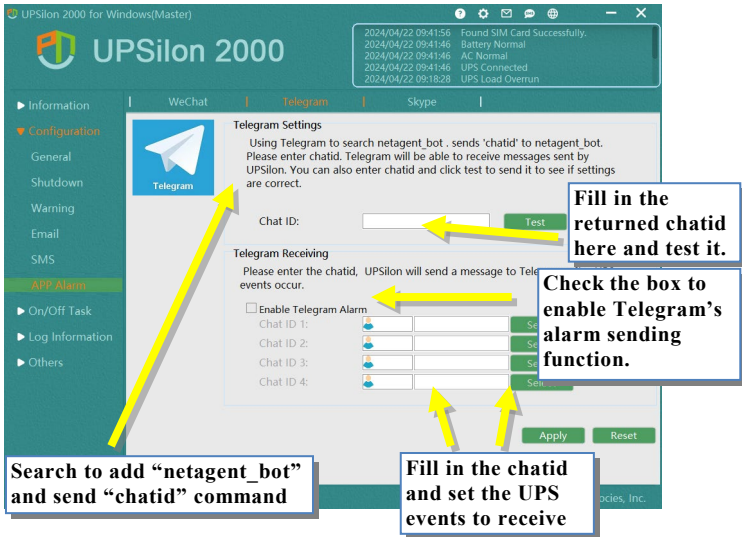 UPSilon 2000 for Windows(Master)
UPSilon 2000
2024/04/22 09:41:56 Found SIM Card Successfully.
2024/04/22 09:41:46 Battery Normal
2024/04/22 09:41:46 AC Normal
2024/04/22 09:41:46 UPS Connected
2024/04/22 09:18:28 UPS Load Overrun
Information
Configuration
General
Shutdown
Warning
Email
SMS
APP Alarm
On/Off Task
Log Information
Others
WeChat
Telegram
Skype
Telegram
Telegram Settings
Using Telegram to search netagent_bot . sends 'chatid' to netagent_bot.
Please enter chatid. Telegram will be able to receive messages sent by
UPSilon. You can also enter chatid and click test to send it to see if settings
are correct.
Chat ID:
Test
Fill in the
returned chatid
here and test it.
Telegram Receiving
Please enter the chatid, UPSilon will send a message to
events occur.
Enable Telegram Alarm
Chat ID 1:
Chat ID 2:
Chat ID 3:
Chat ID 4:
Check the box to
enable Telegram's
alarm sending
function.
Apply
Reset
Search to add “netagent_bot”
and send “chatid” command
Fill in the chatid
and set the UPS
events to receive
Inc.